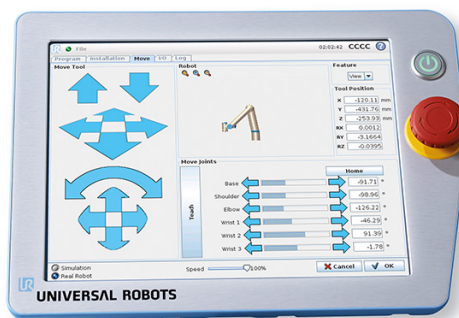 File 02:02:42 CCCC ?
Program Installation Move I/O Log
Move Tool
Robot
Feature
View
Tool Position
X -120.11 mm
Y -431.76 mm
Z -253.93 mm
RX 0.0012
RY -3.1664
RZ -0.0395
Move Joints
Home
Teach
Base -91.71 °
Shoulder -98.96 °
Elbow -126.22 °
Wrist 1 -46.29 °
Wrist 2 91.39 °
Wrist 3 -1.78 °
Simulation
Real Robot
Speed 100%
Cancel OK
UR UNIVERSAL ROBOTS